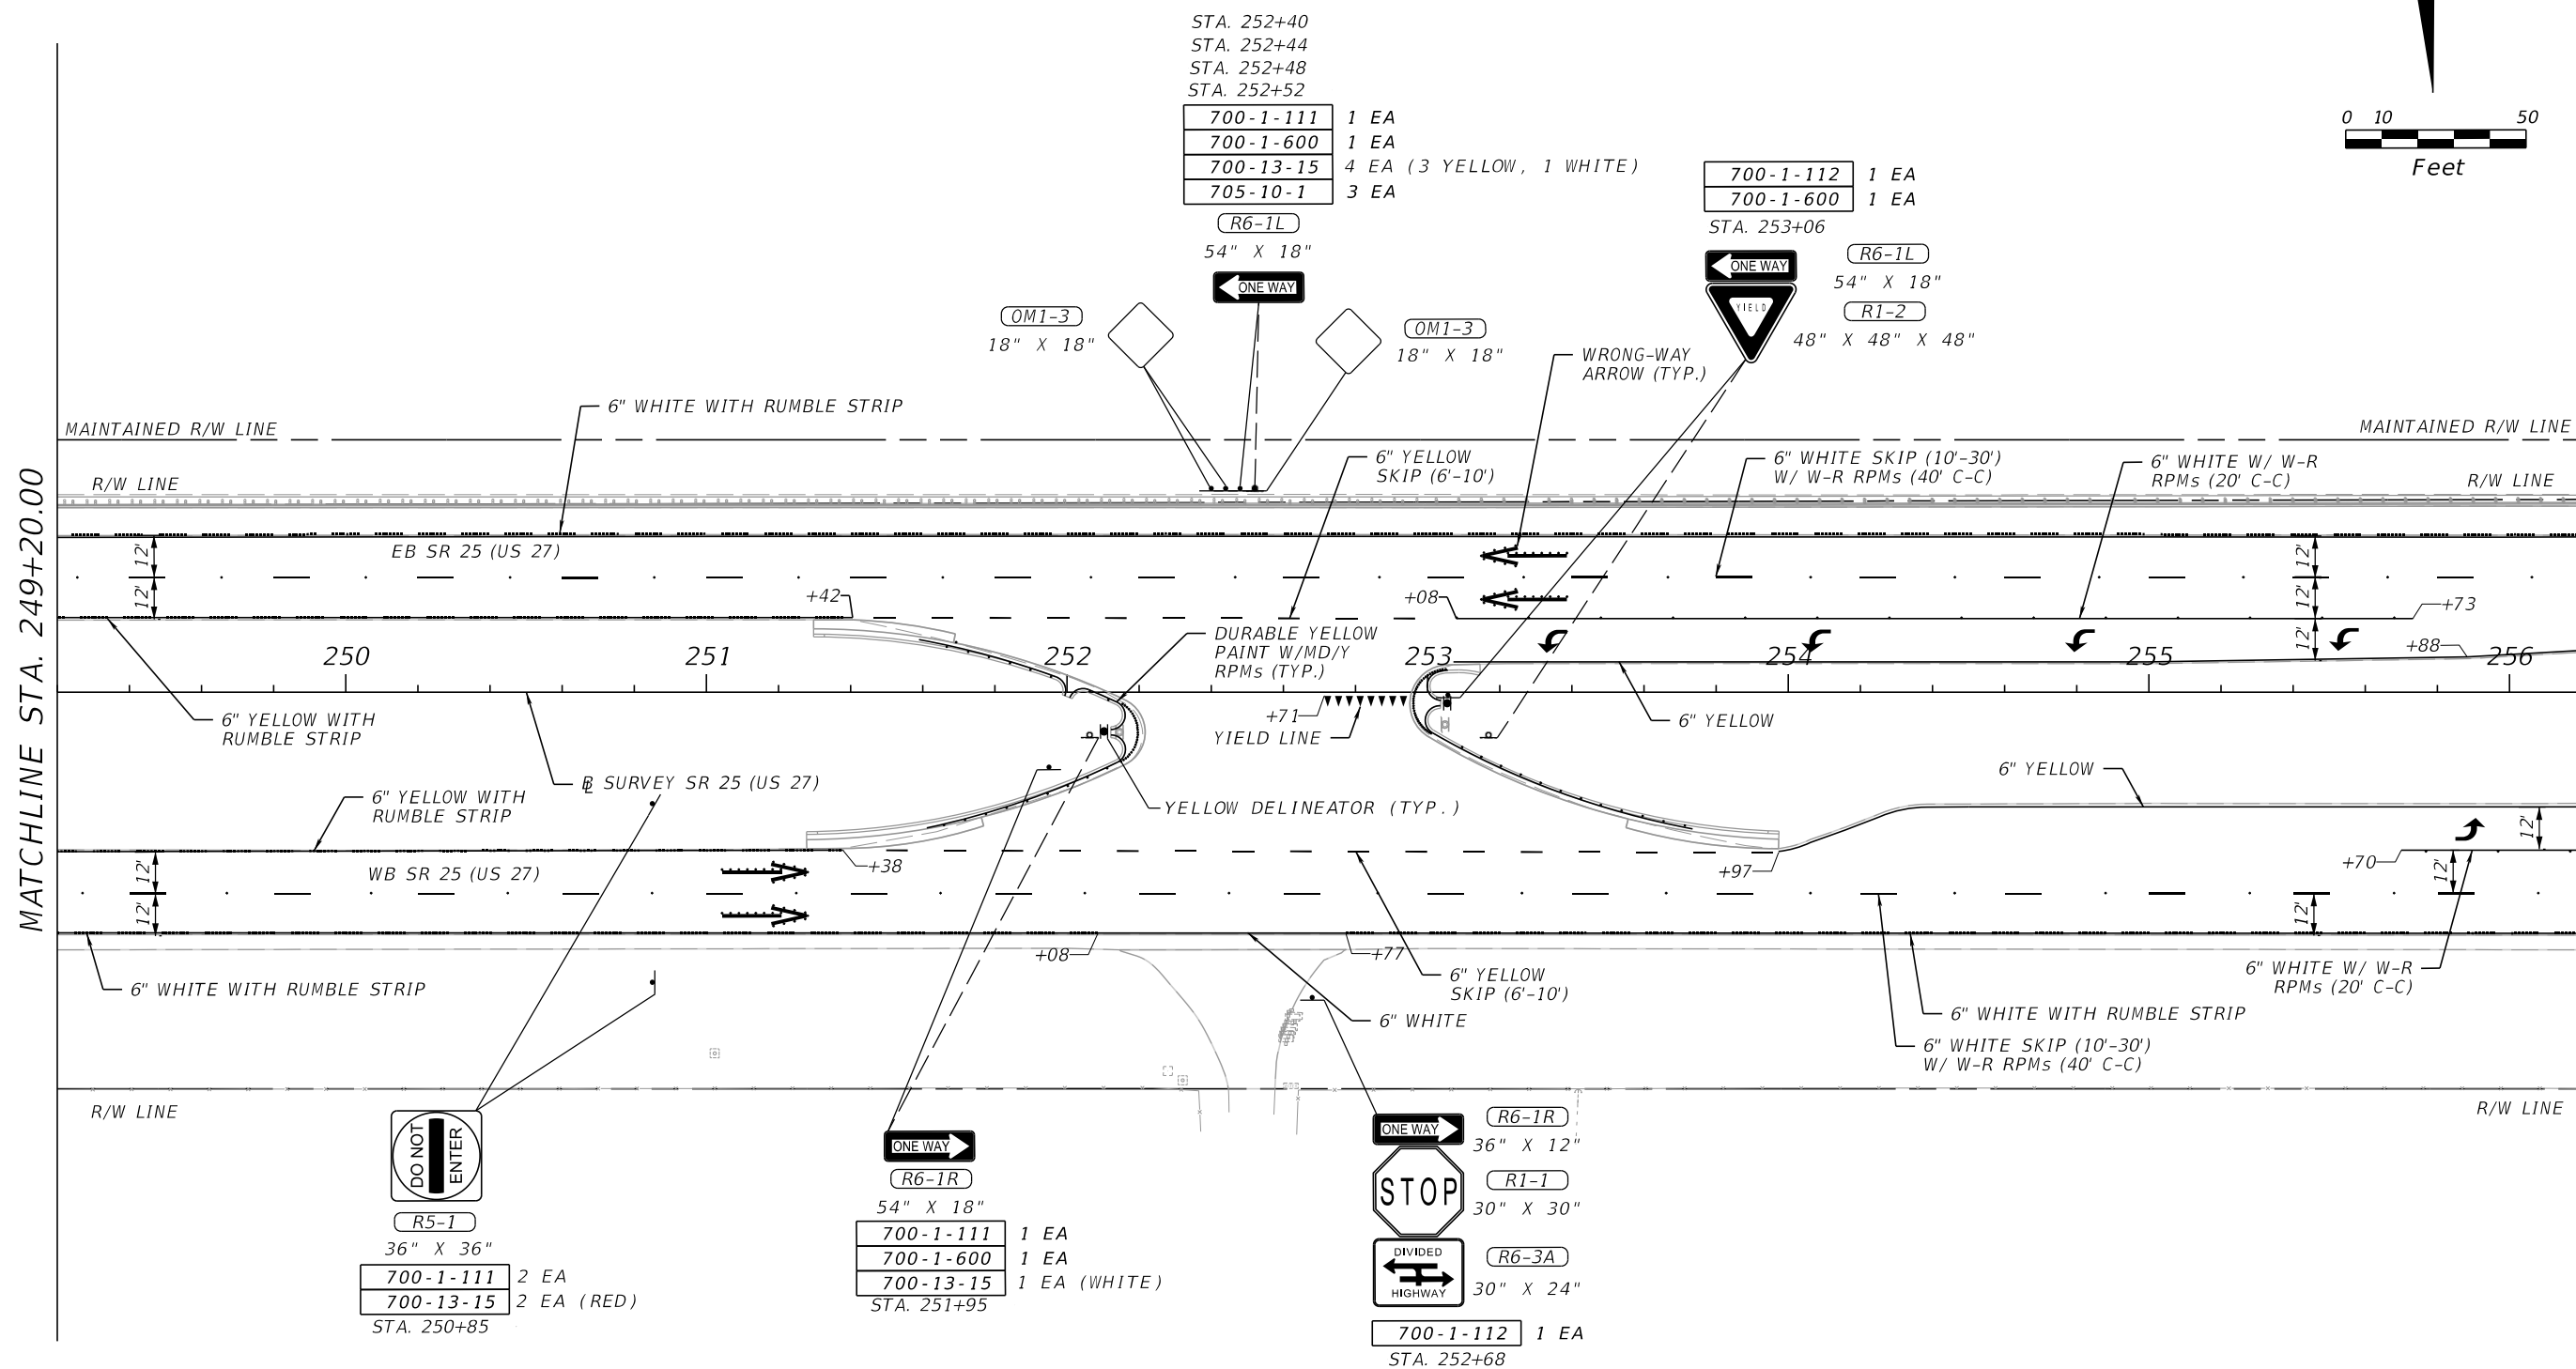 STA. 252+40
STA. 252+44
STA. 252+48
STA. 252+52
700-1-111 1 EA
700-1-600 1 EA
700-13-15 4 EA (3 YELLOW, 1 WHITE)
705-10-1 3 EA
R6-1L
54" X 18"
ONE WAY
OM1-3
18" X 18"
OM1-3
18" X 18"
700-1-112 1 EA
700-1-600 1 EA
STA. 253+06
ONE WAY
YIELD
R6-1L
54" X 18"
R1-2
48" X 48" X 48"
0 10 50
Feet
WRONG-WAY
ARROW (TYP.)
6" WHITE WITH RUMBLE STRIP
MAINTAINED R/W LINE
MAINTAINED R/W LINE
R/W LINE
6" YELLOW
SKIP (6'-10')
6" WHITE SKIP (10'-30')
W/ W-R RPMs (40' C-C)
6" WHITE W/ W-R
RPMs (20' C-C)
R/W LINE
MATCHLINE STA. 249+20.00
12'
12'
EB SR 25 (US 27)
12'
12'
12'
+42
+08
+73
+88
DURABLE YELLOW
PAINT W/MD/Y
RPMs (TYP.)
250 251 252 253 254 255 256
6" YELLOW WITH
RUMBLE STRIP
+71
YIELD LINE
6" YELLOW
BL SURVEY SR 25 (US 27)
6" YELLOW WITH
RUMBLE STRIP
YELLOW DELINEATOR (TYP.)
6" YELLOW
12'
12'
WB SR 25 (US 27)
+38
+97
+70
12'
12'
12'
+08
+77
6" WHITE WITH RUMBLE STRIP
6" YELLOW
SKIP (6'-10')
6" WHITE
6" WHITE W/ W-R
RPMs (20' C-C)
6" WHITE WITH RUMBLE STRIP
6" WHITE SKIP (10'-30')
W/ W-R RPMs (40' C-C)
R/W LINE
R/W LINE
DO NOT
ENTER
R5-1
36" X 36"
700-1-111 2 EA
700-13-15 2 EA (RED)
STA. 250+85
ONE WAY
R6-1R
54" X 18"
700-1-111 1 EA
700-1-600 1 EA
700-13-15 1 EA (WHITE)
STA. 251+95
ONE WAY
R6-1R
36" X 12"
STOP
R1-1
30" X 30"
DIVIDED
HIGHWAY
R6-3A
30" X 24"
700-1-112 1 EA
STA. 252+68